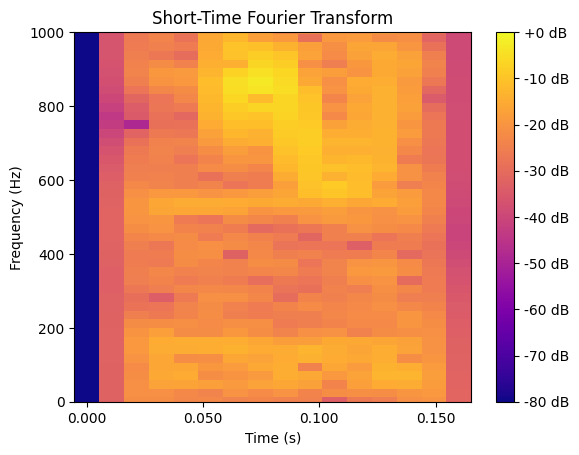 Short-Time Fourier Transform
Frequency (Hz)
1000
800
600
400
200
0
0.000
0.050
0.100
0.150
Time (s)
+0 dB
-10 dB
-20 dB
-30 dB
-40 dB
-50 dB
-60 dB
-70 dB
-80 dB